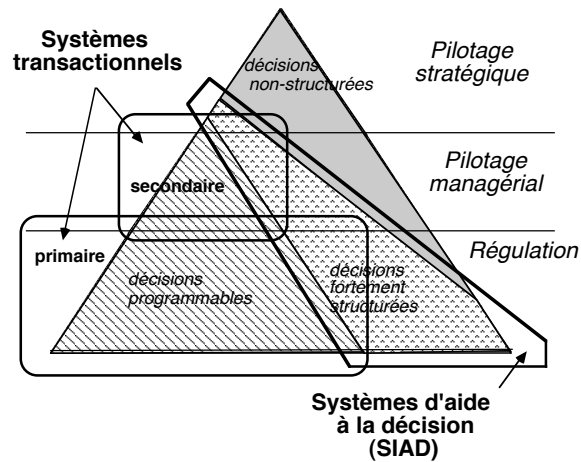 Systèmes
transactionnels
décisions
non-structurées
Pilotage
stratégique
secondaire
Pilotage
managérial
primaire
Régulation
décisions
programmables
décisions
fortement
structurées
Systèmes d'aide
à la décision
(SIAD)